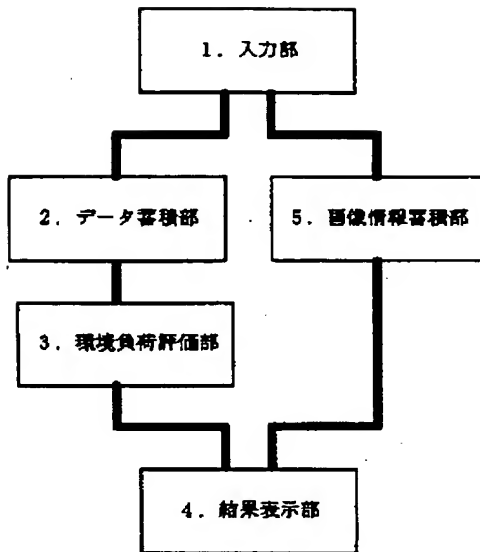 1. 入力部
2. データ蓄積部
5. 画像情報蓄積部
3. 環境負荷評価部
4. 結果表示部